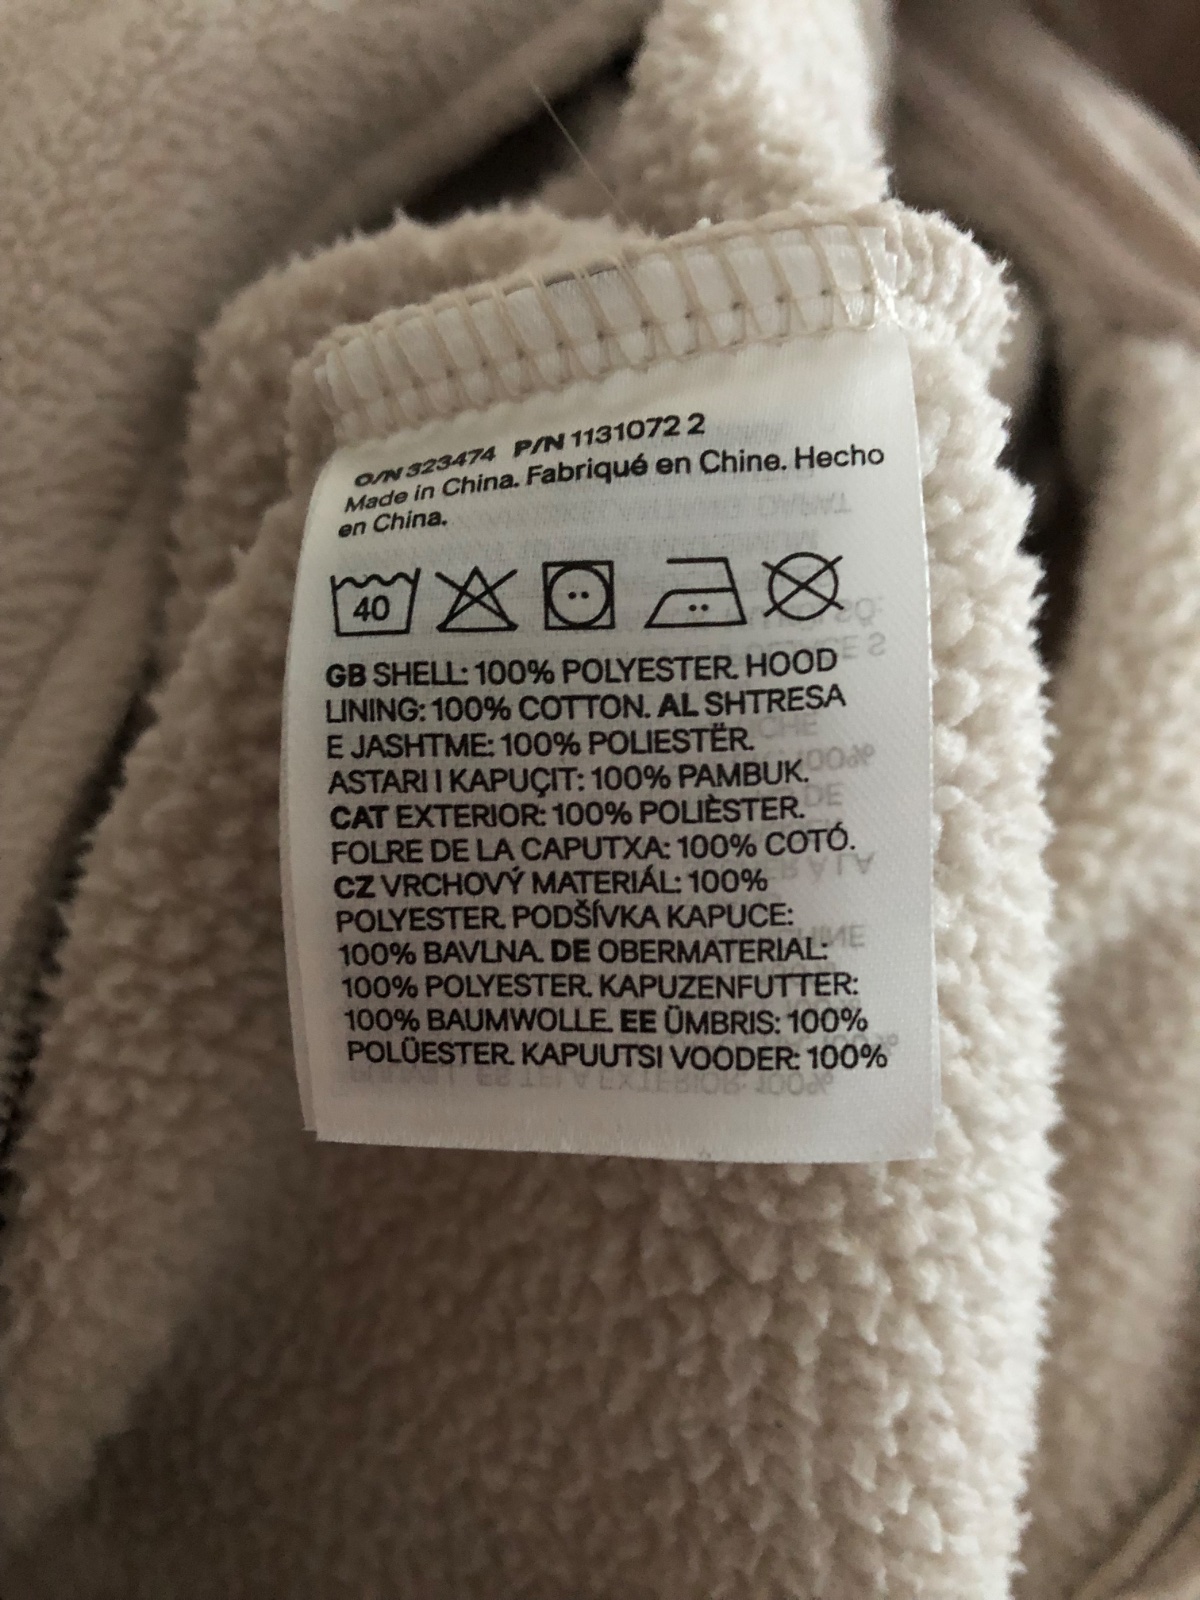 O/N 323474 P/N 1131072 2
Made in China. Fabriqué en Chine. Hecho
en China.
40
GB SHELL: 100% POLYESTER. HOOD
LINING: 100% COTTON. AL SHTRESA
E JASHTME: 100% POLIESTËR.
ASTARI I KAPUÇIT: 100% PAMBUK.
CAT EXTERIOR: 100% POLIÈSTER.
FOLRE DE LA CAPUTXA: 100% COTÓ.
CZ VRCHOVÝ MATERIÁL: 100%
POLYESTER. PODŠÍVKA KAPUCE:
100% BAVLNA. DE OBERMATERIAL:
100% POLYESTER. KAPUZENFUTTER:
100% BAUMWOLLE. EE ÜMBRIS: 100%
POLÜESTER. KAPUUTSI VOODER: 100%